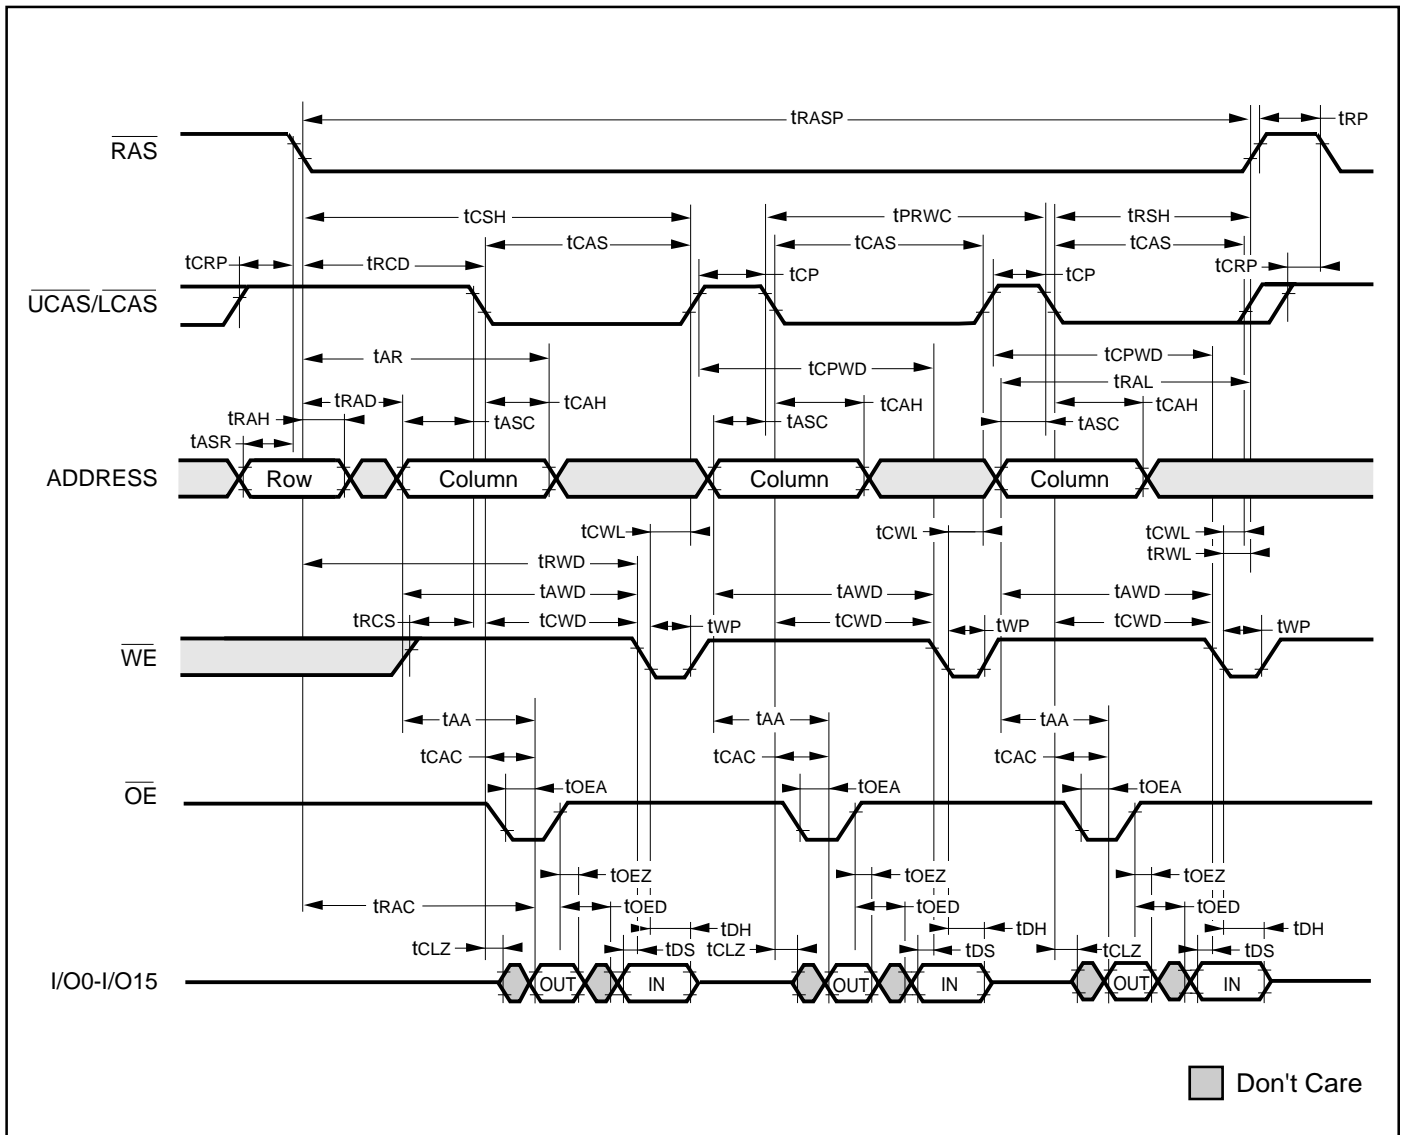 tRASP tRP
RAS
tCSH tPRWC tRSH
tCAS tCAS tCAS
tCRP tRCD tCP tCP tCRP
UCAS/LCAS
tAR tCPWD tCPWD
tRAL
tRAD tCAH tCAH tCAH
tRAH tASC tASC tASC
tASR
ADDRESS Row Column Column Column
tCWL tCWL tCWL
tRWD tRWL
tAWD tAWD tAWD
tRCS tCWD tWP tCWD tWP tCWD tWP
WE
tAA tAA tAA
tCAC tCAC tCAC
tOEA tOEA tOEA
OE
tOEZ tOEZ tOEZ
tRAC tOED tOED tOED
tDH tDH tDH
tCLZ tDS tCLZ tDS tCLZ tDS
I/O0-I/O15 OUT IN OUT IN OUT IN
Don't Care